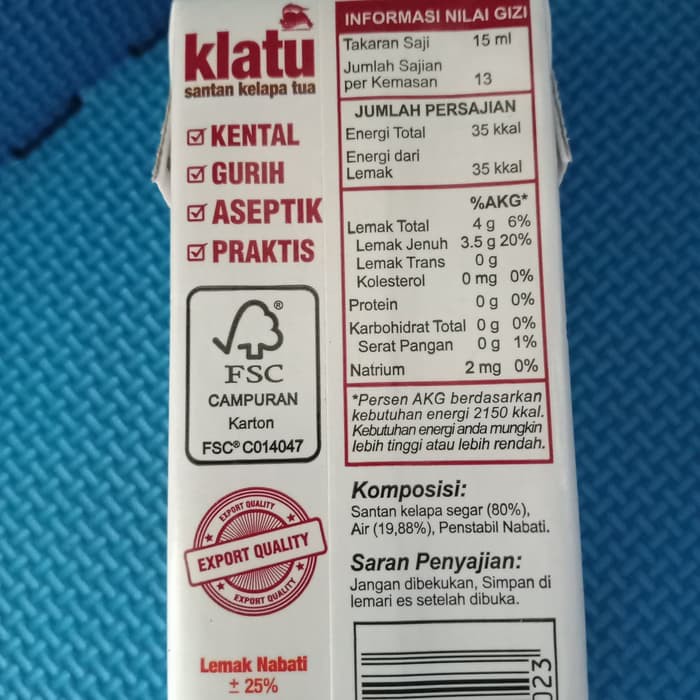 klatu
santan kelapa tua
KENTAL
GURIH
ASEPTIK
PRAKTIS
®
FSC
CAMPURAN
Karton
FSC® C014047
EXPORT QUALITY
EXPORT QUALITY
EXPORT QUALITY
Lemak Nabati
± 25%
INFORMASI NILAI GIZI
Takaran Saji 15 ml
Jumlah Sajian
per Kemasan 13
JUMLAH PERSAJIAN
Energi Total 35 kkal
Energi dari
Lemak 35 kkal
%AKG*
Lemak Total 4 g 6%
Lemak Jenuh 3.5 g 20%
Lemak Trans 0 g
Kolesterol 0 mg 0%
Protein 0 g 0%
Karbohidrat Total 0 g 0%
Serat Pangan 0 g 1%
Natrium 2 mg 0%
*Persen AKG berdasarkan
kebutuhan energi 2150 kkal.
Kebutuhan energi anda mungkin
lebih tinggi atau lebih rendah.
Komposisi:
Santan kelapa segar (80%),
Air (19,88%), Penstabil Nabati.
Saran Penyajian:
Jangan dibekukan, Simpan di
lemari es setelah dibuka.